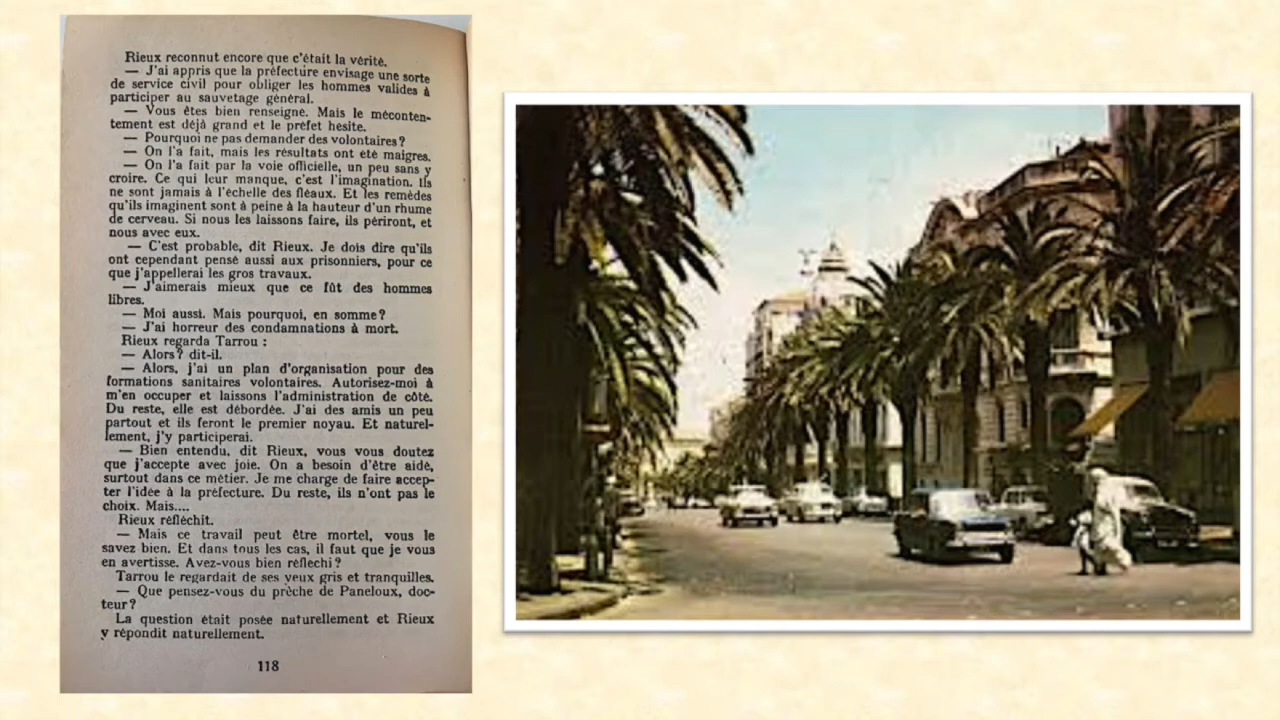 Rieux reconnut encore que c'était la vérité.
— J'ai appris que la préfecture envisage une sorte
de service civil pour obliger les hommes valides à
participer au sauvetage général.
— Vous êtes bien renseigné. Mais le méconten-
tement est déjà grand et le préfet hésite.
— Pourquoi ne pas demander des volontaires?
— On l'a fait, mais les résultats ont été maigres.
— On l'a fait par la voie officielle, un peu sans y
croire. Ce qui leur manque, c'est l'imagination. Ils
ne sont jamais à l'échelle des fléaux. Et les remèdes
qu'ils imaginent sont à peine à la hauteur d'un rhume
de cerveau. Si nous les laissons faire, ils périront, et
nous avec eux.
— C'est probable, dit Rieux. Je dois dire qu'ils
ont cependant pensé aussi aux prisonniers, pour ce
que j'appellerai les gros travaux.
— J'aimerais mieux que ce fût des hommes
libres.
— Moi aussi. Mais pourquoi, en somme?
— J'ai horreur des condamnations à mort.
Rieux regarda Tarrou :
— Alors? dit-il.
— Alors, j'ai un plan d'organisation pour des
formations sanitaires volontaires. Autorisez-moi à
m'en occuper et laissons l'administration de côté.
Du reste, elle est débordée. J'ai des amis un peu
partout et ils feront le premier noyau. Et naturel-
lement, j'y participerai.
— Bien entendu, dit Rieux, vous vous doutez
que j'accepte avec joie. On a besoin d'être aidé,
surtout dans ce métier. Je me charge de faire accep-
ter l'idée à la préfecture. Du reste, ils n'ont pas le
choix. Mais....
Rieux réfléchit.
— Mais ce travail peut être mortel, vous le
savez bien. Et dans tous les cas, il faut que je vous
en avertisse. Avez-vous bien réfléchi?
Tarrou le regardait de ses yeux gris et tranquilles.
— Que pensez-vous du prêche de Paneloux, doc-
teur?
La question était posée naturellement et Rieux
y répondit naturellement.
118